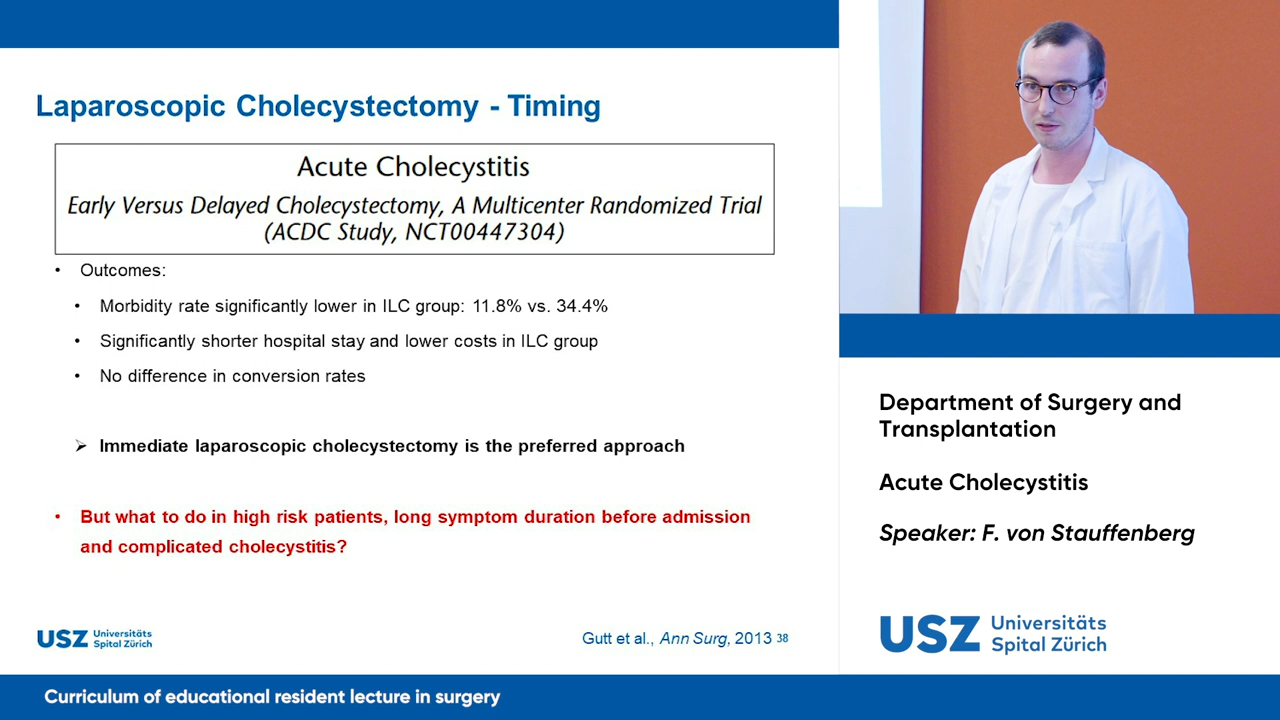 Laparoscopic Cholecystectomy - Timing
Acute Cholecystitis
Early Versus Delayed Cholecystectomy, A Multicenter Randomized Trial
(ACDC Study, NCT00447304)
• Outcomes:
• Morbidity rate significantly lower in ILC group: 11.8% vs. 34.4%
• Significantly shorter hospital stay and lower costs in ILC group
• No difference in conversion rates
➢ Immediate laparoscopic cholecystectomy is the preferred approach
• But what to do in high risk patients, long symptom duration before admission
and complicated cholecystitis?
USZ Universitäts
Spital Zürich
Gutt et al., Ann Surg, 2013 38
Department of Surgery and
Transplantation
Acute Cholecystitis
Speaker: F. von Stauffenberg
USZ Universitäts
Spital Zürich
Curriculum of educational resident lecture in surgery